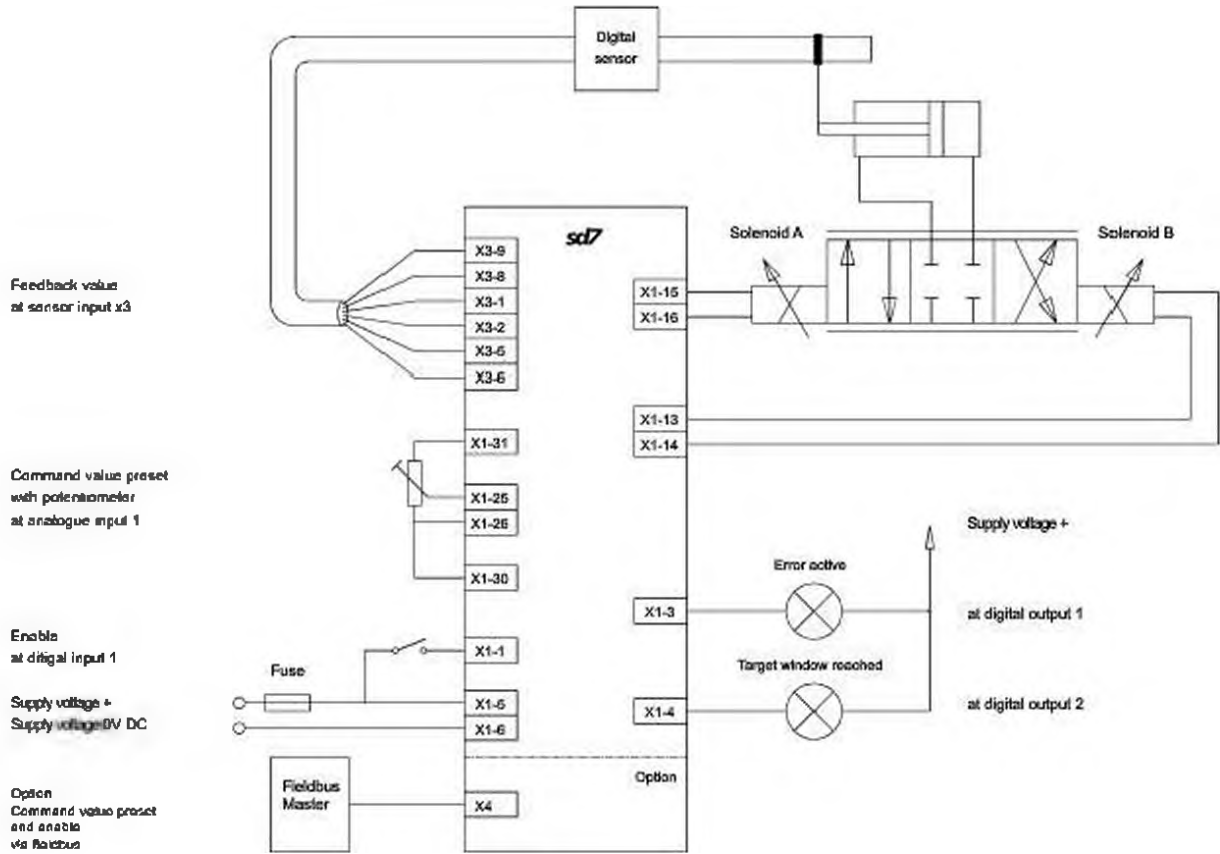 Digital
sensor
sd7
Solenoid A
Solenoid B
X3-9
X3-8
X3-1
X3-2
X3-5
X3-6
X1-15
X1-16
Feedback value
at sensor input x3
X1-13
X1-14
X1-31
X1-25
X1-26
X1-30
Command value preset
with potentiometer
at analogue input 1
Supply voltage +
Error active
X1-3
at digital output 1
Enable
at ditigal input 1
X1-1
Fuse
Target window reached
Supply voltage +
X1-5
X1-4
at digital output 2
Supply voltage 0V DC
X1-6
Option
Fieldbus
Master
X4
Option
Command value preset
and enable
via fieldbus